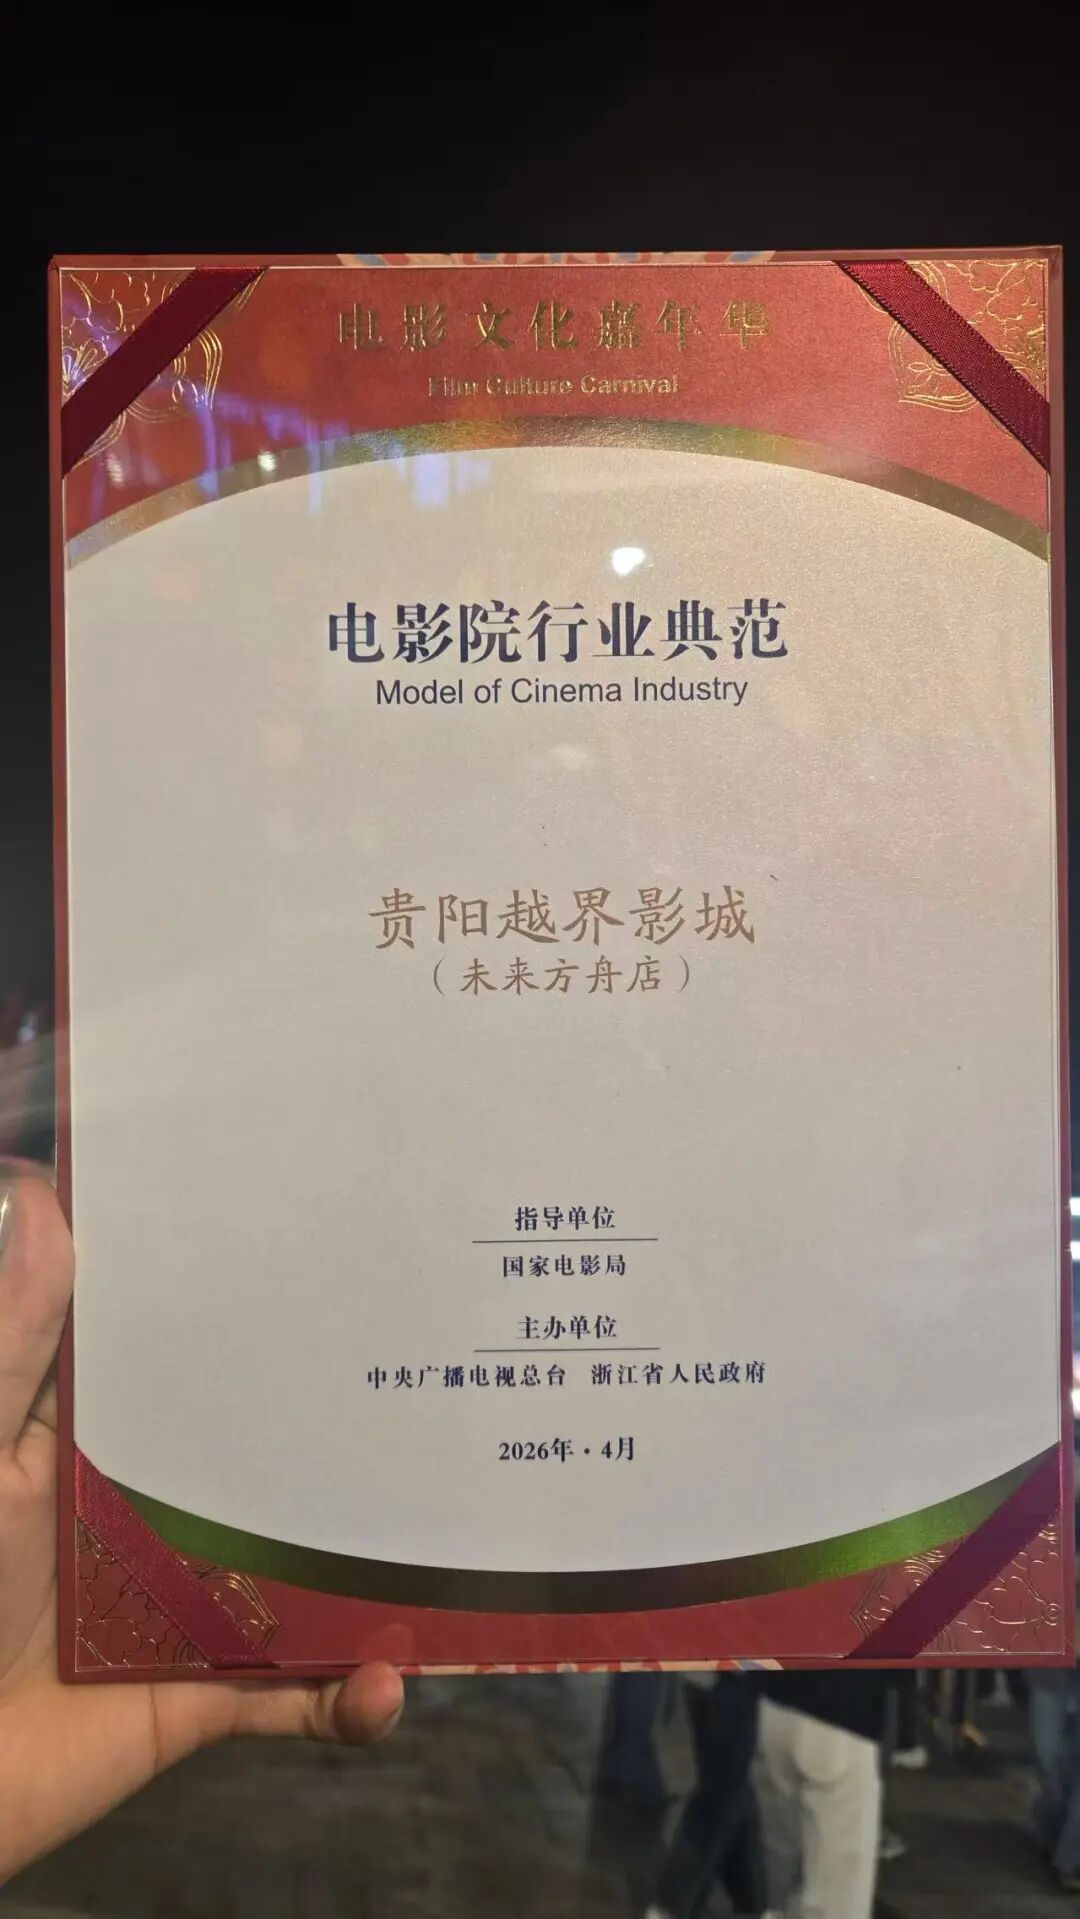 电影文化嘉年华
Film Culture Carnival
电影院行业典范
Model of Cinema Industry
贵阳越界影城
（未来方舟店）
指导单位
国家电影局
主办单位
中央广播电视总台 浙江省人民政府
2026年·4月